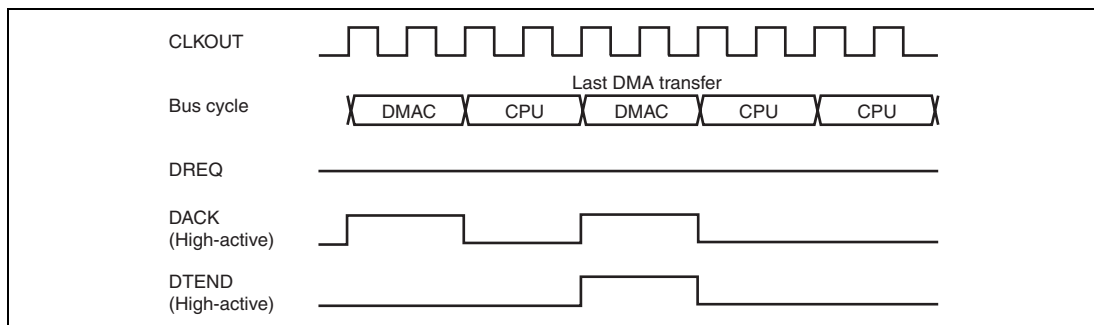 CLKOUT
Last DMA transfer
Bus cycle
DMAC
CPU
DMAC
CPU
CPU
DREQ
DACK
(High-active)
DTEND
(High-active)